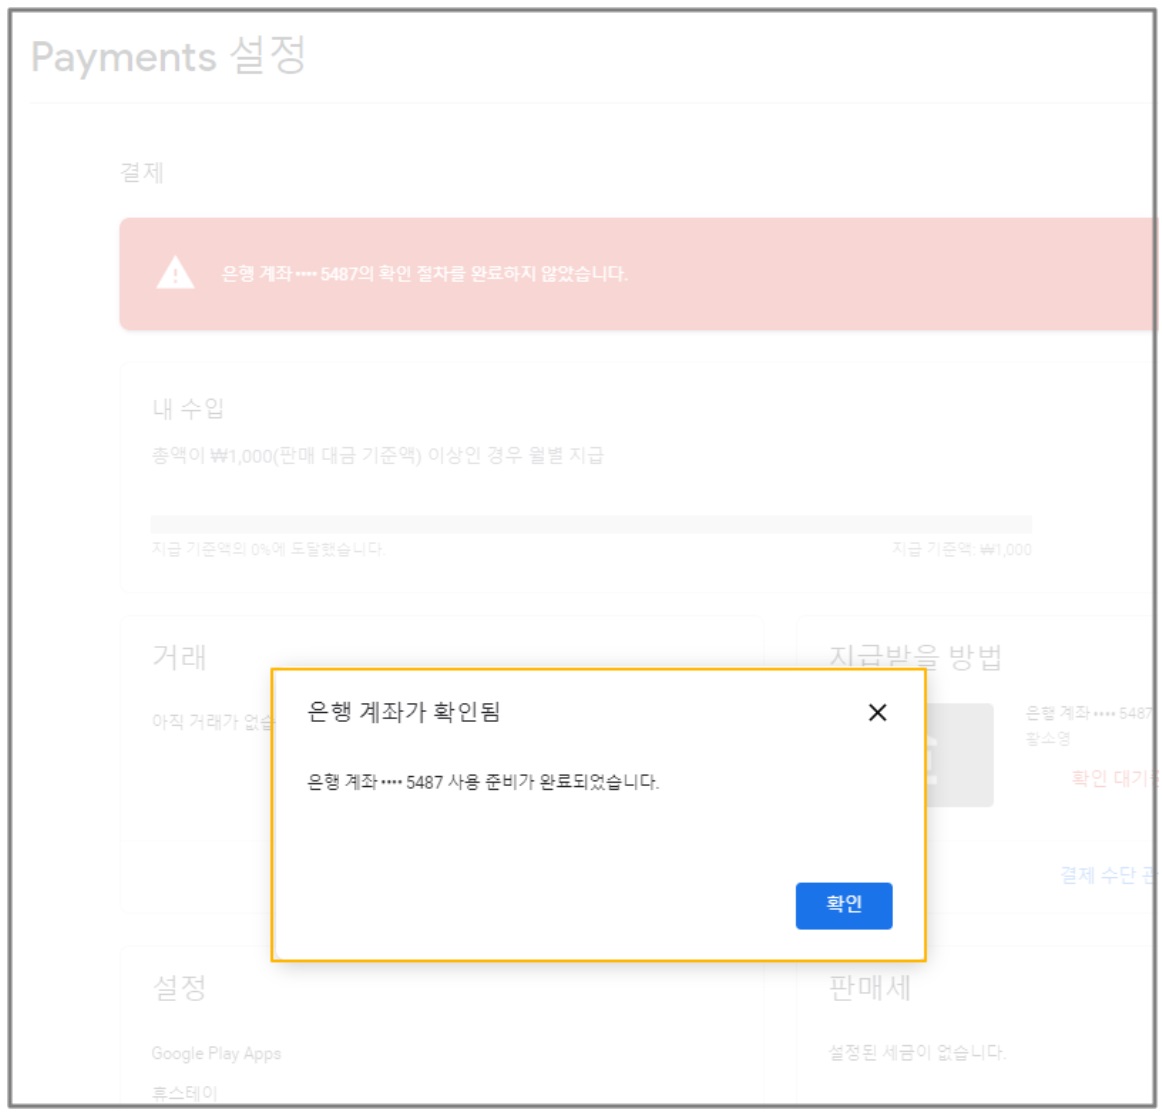 Payments 설정
결제
은행 계좌 •••• 5487의 확인 절차를 완료하지 않았습니다.
내 수입
총액이 ₩1,000(판매 대금 기준액) 이상인 경우 월별 지급
지급 기준액의 0%에 도달했습니다.
지급 기준액: ₩1,000
거래
아직 거래가 없습
지급받을 방법
은행 계좌 •••• 5487
황소영
확인 대기
결제 수단
은행 계좌가 확인됨
은행 계좌 •••• 5487 사용 준비가 완료되었습니다.
확인
설정
Google Play Apps
휴스테이
판매세
설정된 세금이 없습니다.